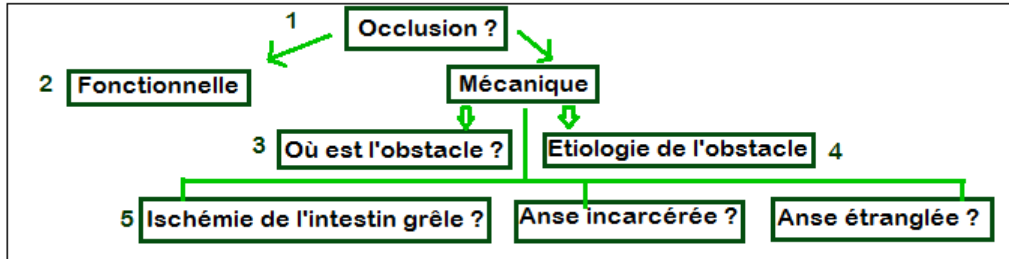 1 Occlusion ?
2 Fonctionnelle
Mécanique
3 Où est l'obstacle ?
Etiologie de l'obstacle 4
5 Ischémie de l'intestin grêle ?
Anse incarcérée ?
Anse étranglée ?